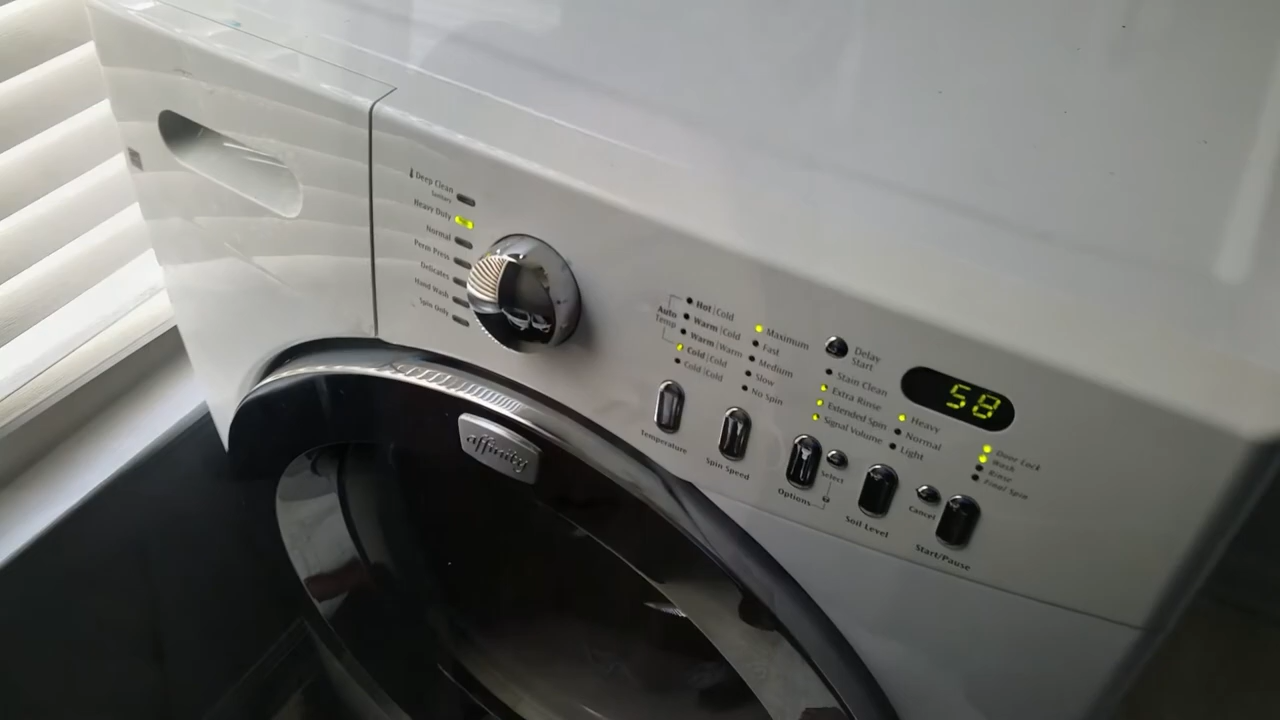 Deep Clean
Sanitary
Heavy Duty
Normal
Perm Press
Delicates
Hand Wash
Spin Only
Auto
Temp
Hot|Cold
Warm|Cold
Warm|Warm
Cold|Cold
Cold|Cold
Temperature
Maximum
Fast
Medium
Slow
No Spin
Spin Speed
Delay
Start
Stain Clean
Extra Rinse
Extended Spin
Signal Volume
Select
Options
Heavy
Normal
Light
Soil Level
58
Door Lock
Wash
Rinse
Final Spin
Cancel
Start/Pause
affinity